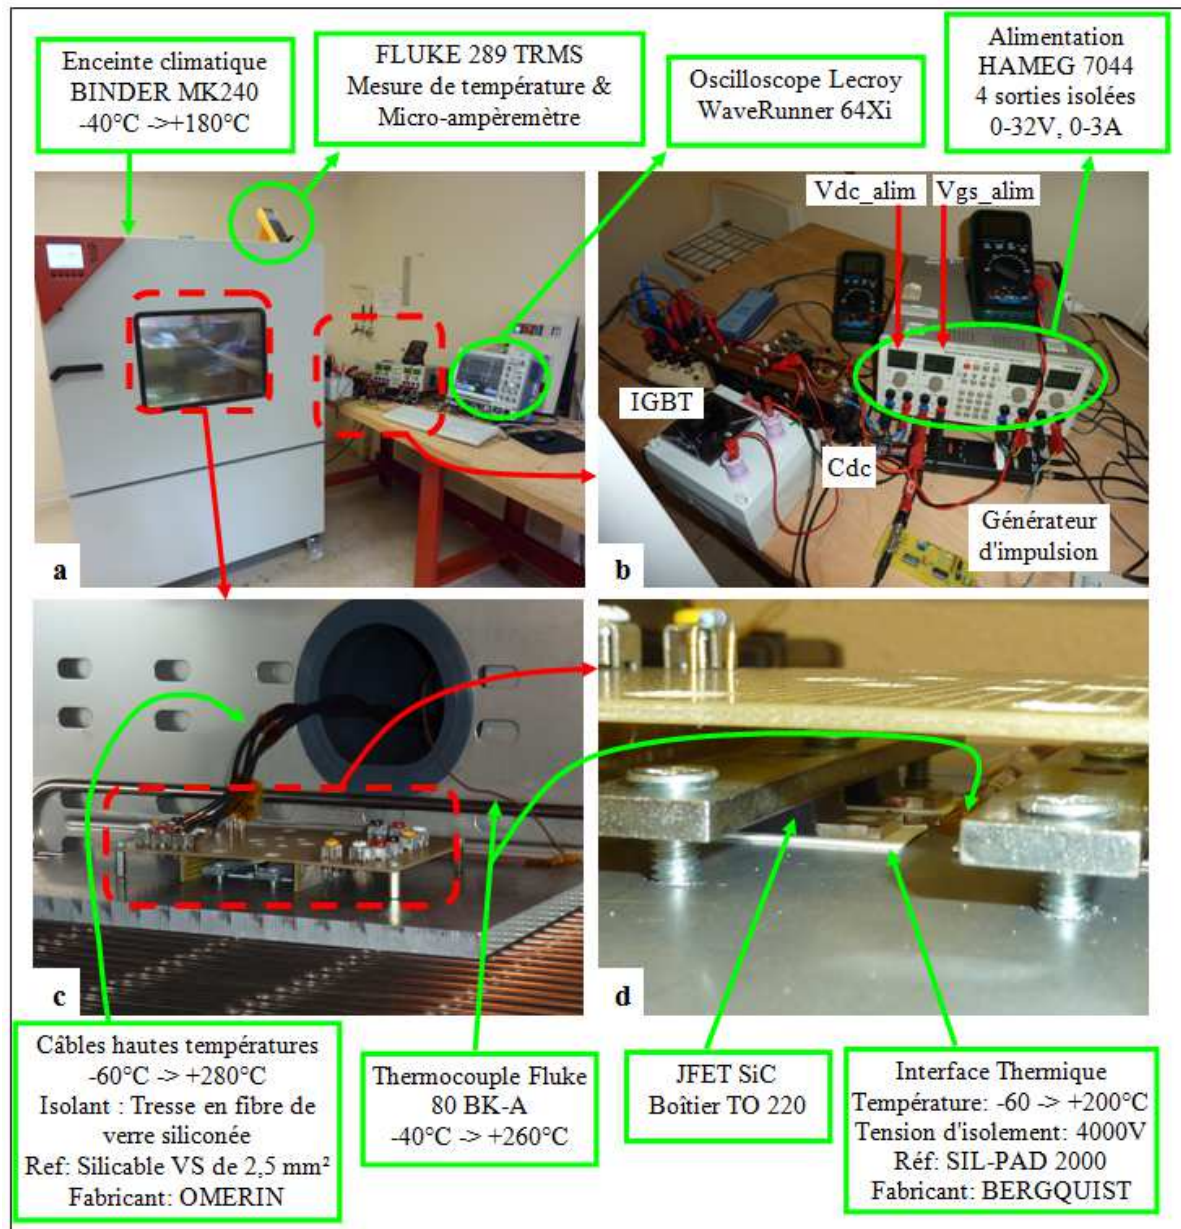 Enceinte climatique
BINDER MK240
-40°C ->+180°C
FLUKE 289 TRMS
Mesure de température &
Micro-ampèremètre
Oscilloscope Lecroy
WaveRunner 64Xi
Alimentation
HAMEG 7044
4 sorties isolées
0-32V, 0-3A
Vdc_alim
Vgs_alim
IGBT
Cdc
Générateur
d'impulsion
a
b
c
d
Câbles hautes températures
-60°C -> +280°C
Isolant : Tresse en fibre de
verre siliconée
Ref: Silicable VS de 2,5 mm²
Fabricant: OMERIN
Thermocouple Fluke
80 BK-A
-40°C -> +260°C
JFET SiC
Boîtier TO 220
Interface Thermique
Température: -60 -> +200°C
Tension d'isolement: 4000V
Réf: SIL-PAD 2000
Fabricant: BERGQUIST